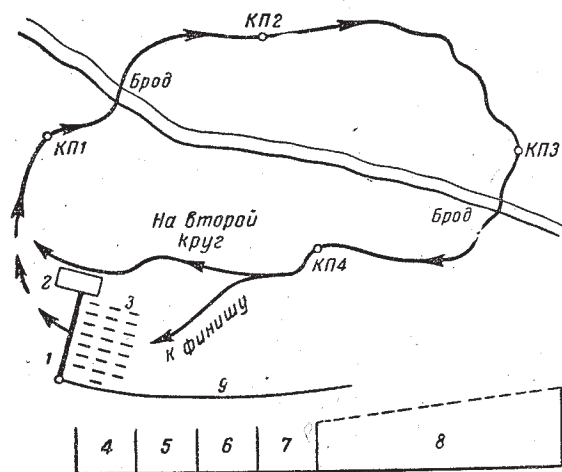 КП2
Брод
КП1
КП3
Брод
На второй
круг
КП4
2
3
К финишу
1
9
4 5 6 7 8